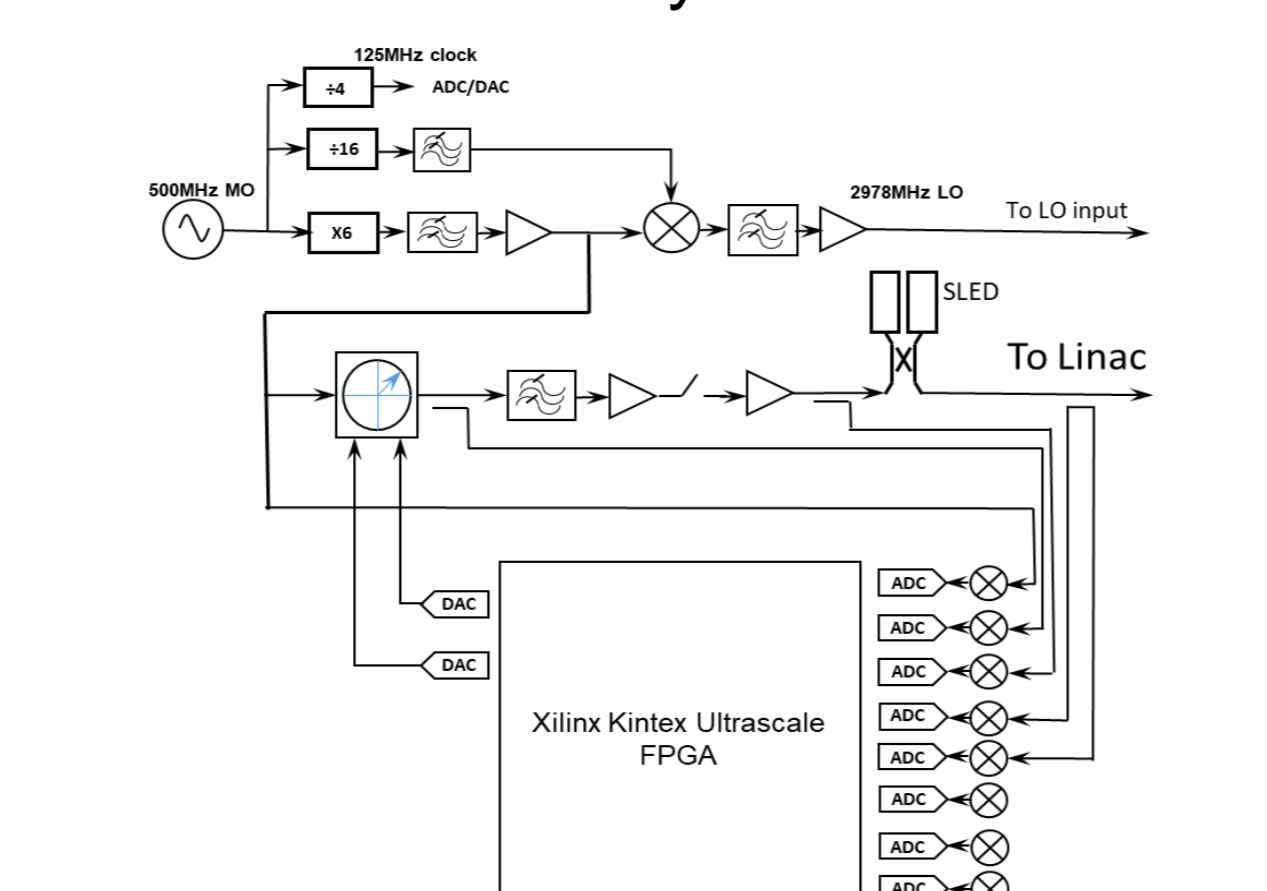 125MHz clock
÷4
ADC/DAC
÷16
500MHz MO
X6
2978MHz LO
To LO input
SLED
To Linac
DAC
DAC
Xilinx Kintex Ultrascale
FPGA
ADC
ADC
ADC
ADC
ADC
ADC
ADC
ADC